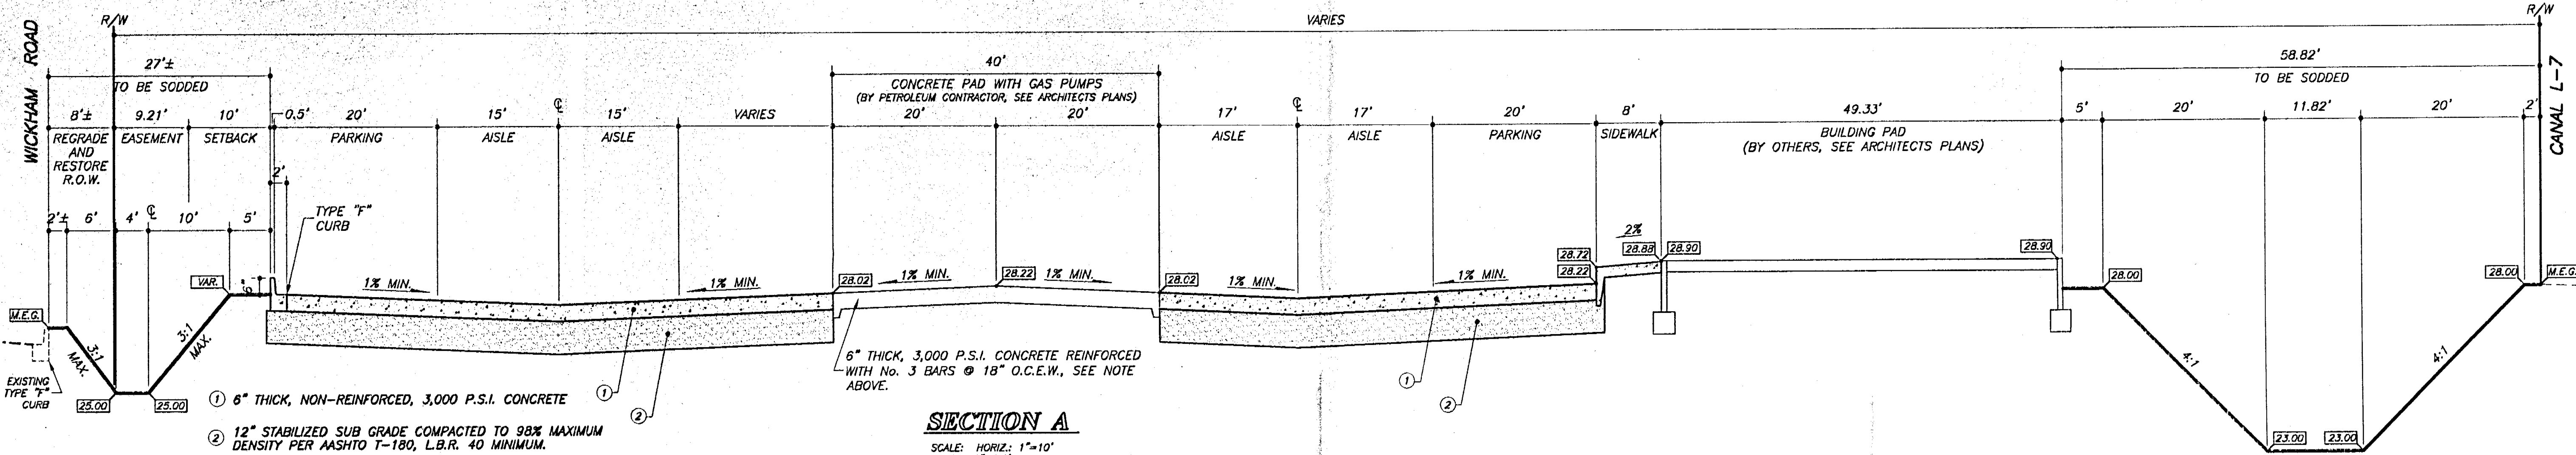 WICKHAM ROAD
R/W
VARIES
R/W
CANAL L-7
27'±
TO BE SODDED
40'
CONCRETE PAD WITH GAS PUMPS
(BY PETROLEUM CONTRACTOR, SEE ARCHITECTS PLANS)
58.82'
TO BE SODDED
8'± 9.21' 10' 0.5' 20' 15' ℄ 15' VARIES 20' 20' 17' ℄ 17' 20' 8' 49.33' 5' 20' 11.82' 20' 2'
REGRADE
AND
RESTORE
R.O.W.
EASEMENT SETBACK PARKING AISLE AISLE AISLE AISLE PARKING SIDEWALK BUILDING PAD
(BY OTHERS, SEE ARCHITECTS PLANS)
2'
2'± 6' 4' ℄ 10' 5'
TYPE "F"
CURB
VAR.
6"
1% MIN.
1% MIN.
28.02
1% MIN.
28.22
1% MIN.
28.02
1% MIN.
1% MIN.
28.72
28.22
2%
28.88
28.90
28.90
28.00
28.00
M.E.G.
M.E.G.
3:1
MAX.
3:1
MAX.
4:1
4:1
EXISTING
TYPE "F"
CURB
25.00
25.00
23.00
23.00
1
2
1
2
6" THICK, 3,000 P.S.I. CONCRETE REINFORCED
WITH No. 3 BARS @ 18" O.C.E.W., SEE NOTE
ABOVE.
1 6" THICK, NON-REINFORCED, 3,000 P.S.I. CONCRETE
2 12" STABILIZED SUB GRADE COMPACTED TO 98% MAXIMUM
DENSITY PER AASHTO T-180, L.B.R. 40 MINIMUM.
SECTION A
SCALE: HORIZ.: 1"=10'